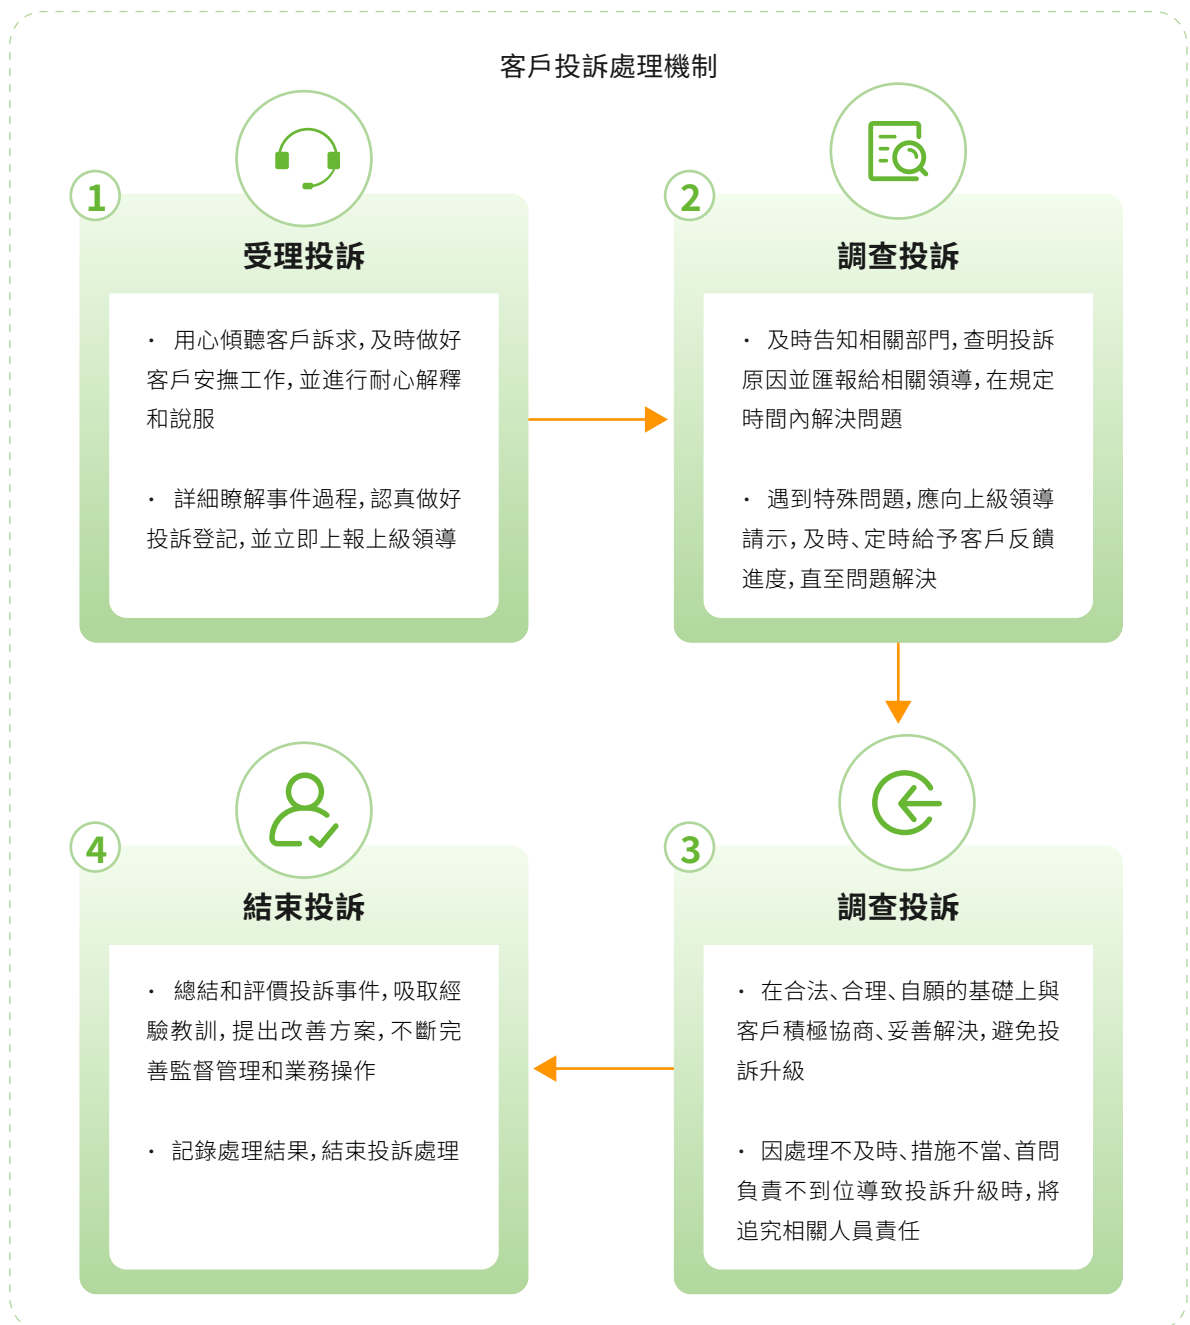 客戶投訴處理機制
1
受理投訴
· 用心傾聽客戶訴求，及時做好
客戶安撫工作，並進行耐心解釋
和說服
· 詳細瞭解事件過程，認真做好
投訴登記，並立即上報上級領導
2
調查投訴
· 及時告知相關部門，查明投訴
原因並匯報給相關領導，在規定
時間內解決問題
· 遇到特殊問題，應向上級領導
請示，及時、定時給予客戶反饋
進度，直至問題解決
3
調查投訴
· 在合法、合理、自願的基礎上與
客戶積極協商、妥善解決，避免投
訴升級
· 因處理不及時、措施不當、首問
負責不到位導致投訴升級時，將
追究相關人員責任
4
結束投訴
· 總結和評價投訴事件，吸取經
驗教訓，提出改善方案，不斷完
善監督管理和業務操作
· 記錄處理結果，結束投訴處理